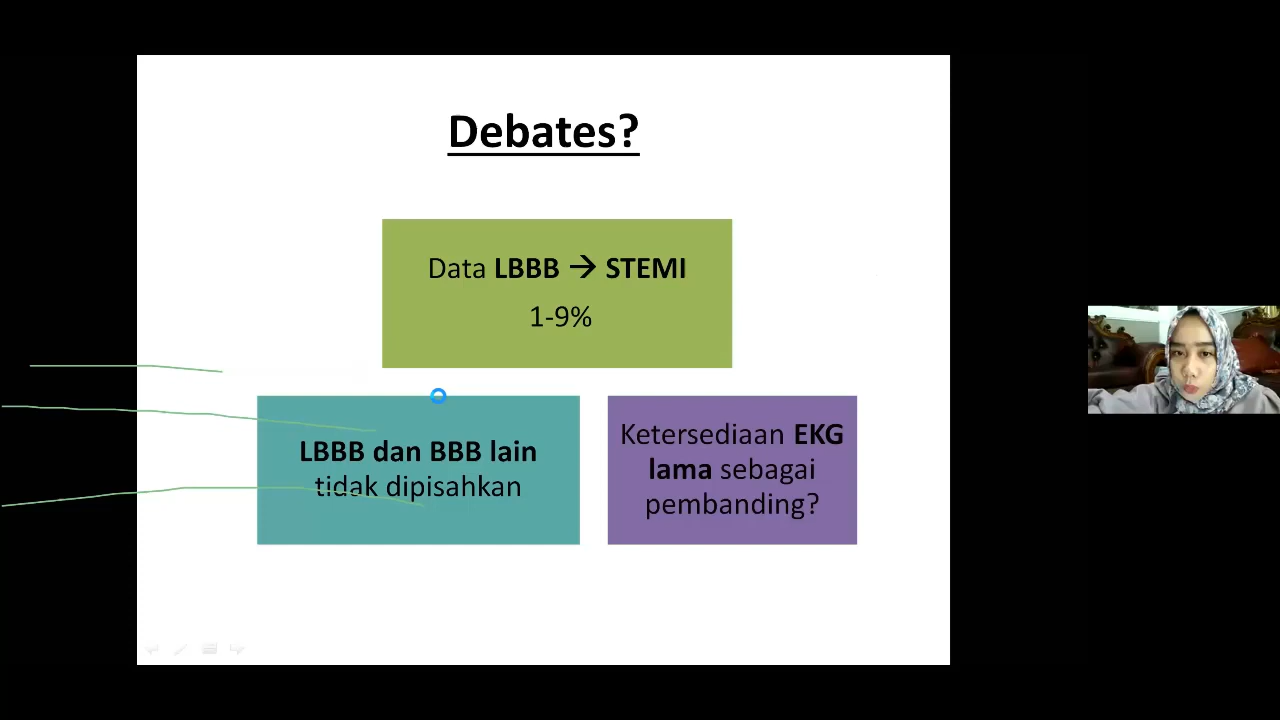 Debates?
Data LBBB → STEMI
1-9%
LBBB dan BBB lain
tidak dipisahkan
Ketersediaan EKG
lama sebagai
pembanding?